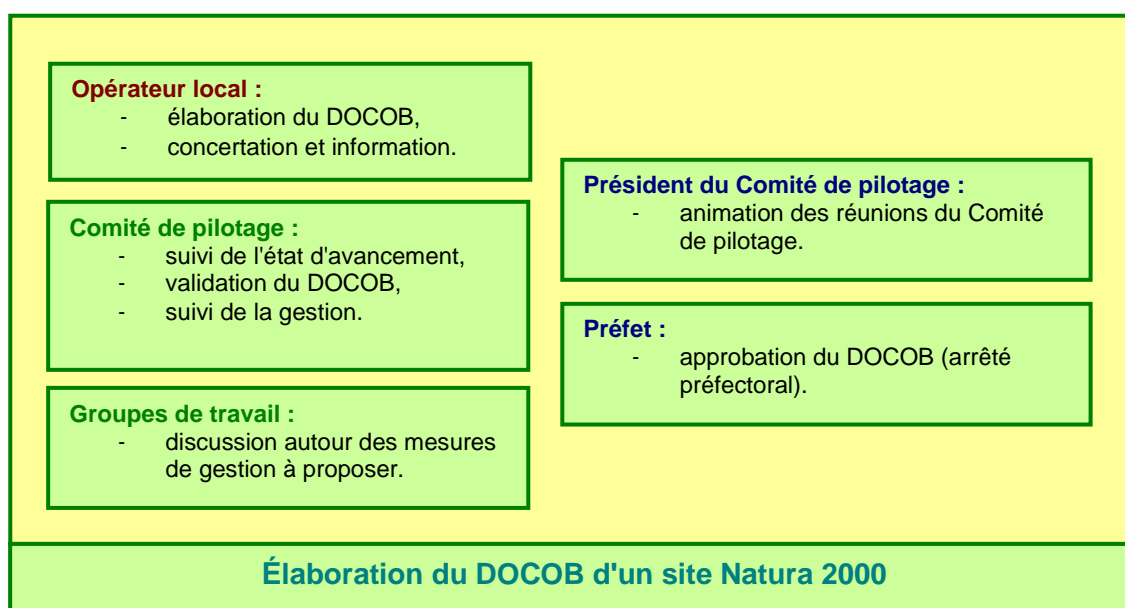 Opérateur local :
- élaboration du DOCOB,
- concertation et information.
Comité de pilotage :
- suivi de l'état d'avancement,
- validation du DOCOB,
- suivi de la gestion.
Groupes de travail :
- discussion autour des mesures
de gestion à proposer.
Président du Comité de pilotage :
- animation des réunions du Comité
de pilotage.
Préfet :
- approbation du DOCOB (arrêté
préfectoral).
Élaboration du DOCOB d'un site Natura 2000